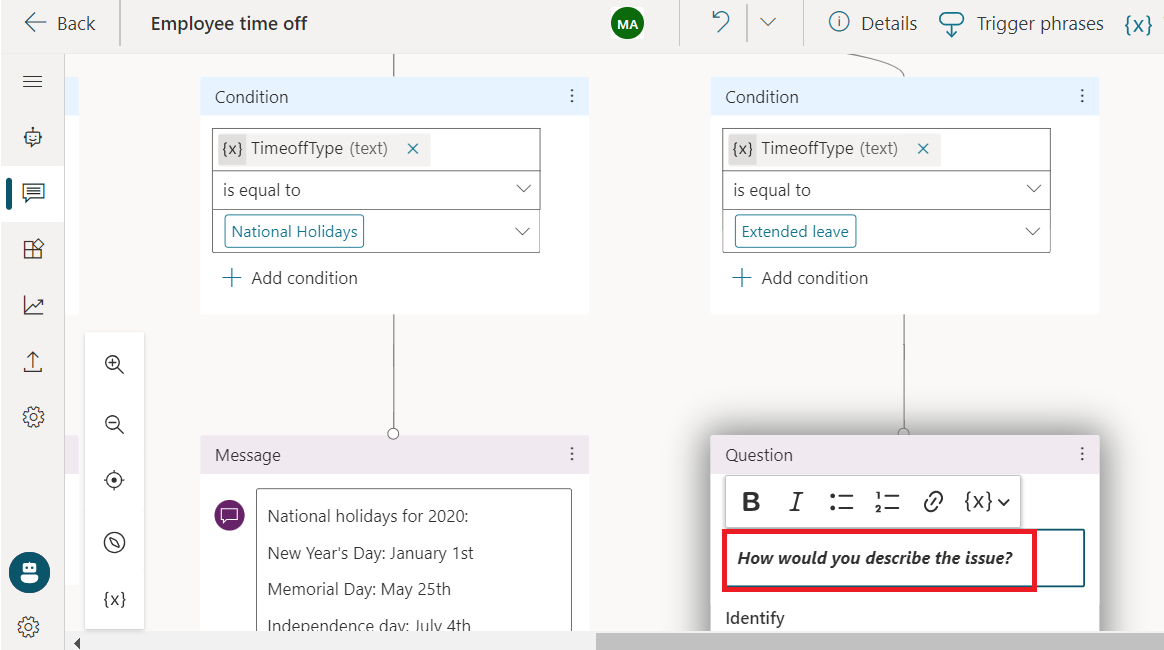 Back
Employee time off
MA
Details
Trigger phrases
{x}
Condition
{x} TimeoffType (text)
is equal to
National Holidays
Add condition
Condition
{x} TimeoffType (text)
is equal to
Extended leave
Add condition
Message
National holidays for 2020:
New Year's Day: January 1st
Memorial Day: May 25th
Independence day: July 4th
Question
B I {x}
How would you describe the issue?
Identify
{x}